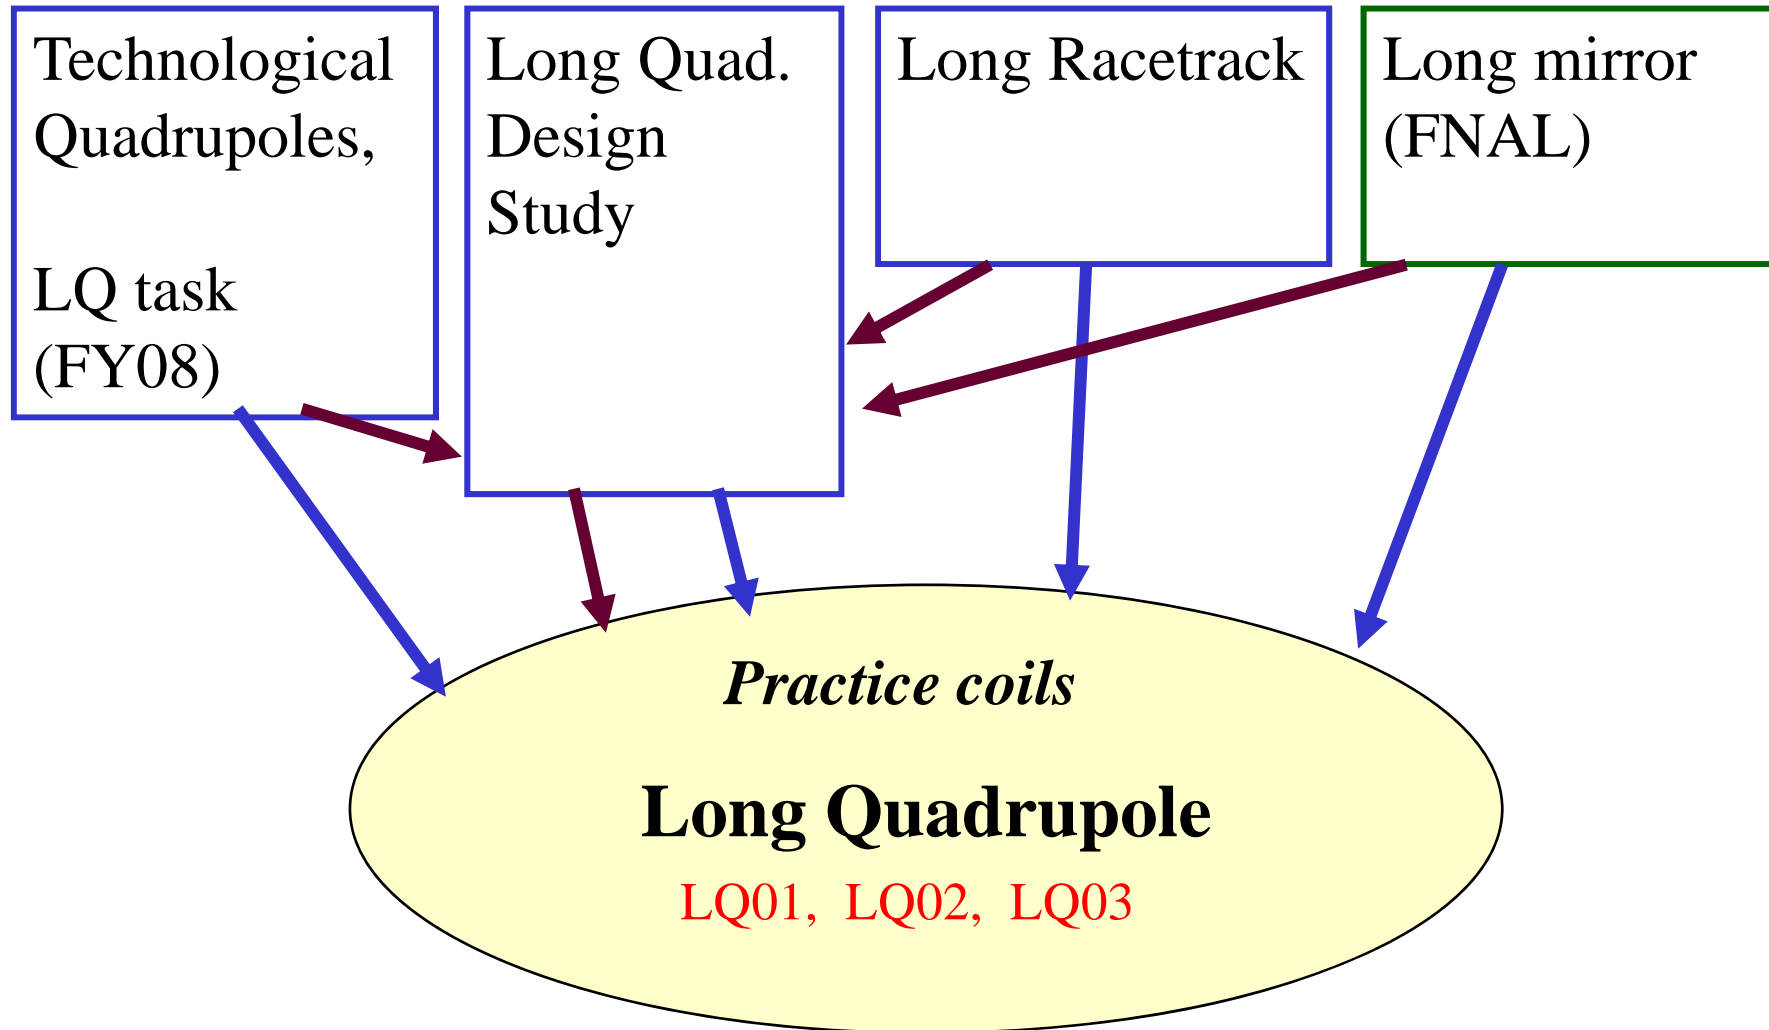 Technological
Quadrupoles,
LQ task
(FY08)
Long Quad.
Design
Study
Long Racetrack
Long mirror
(FNAL)
Practice coils
Long Quadrupole
LQ01, LQ02, LQ03